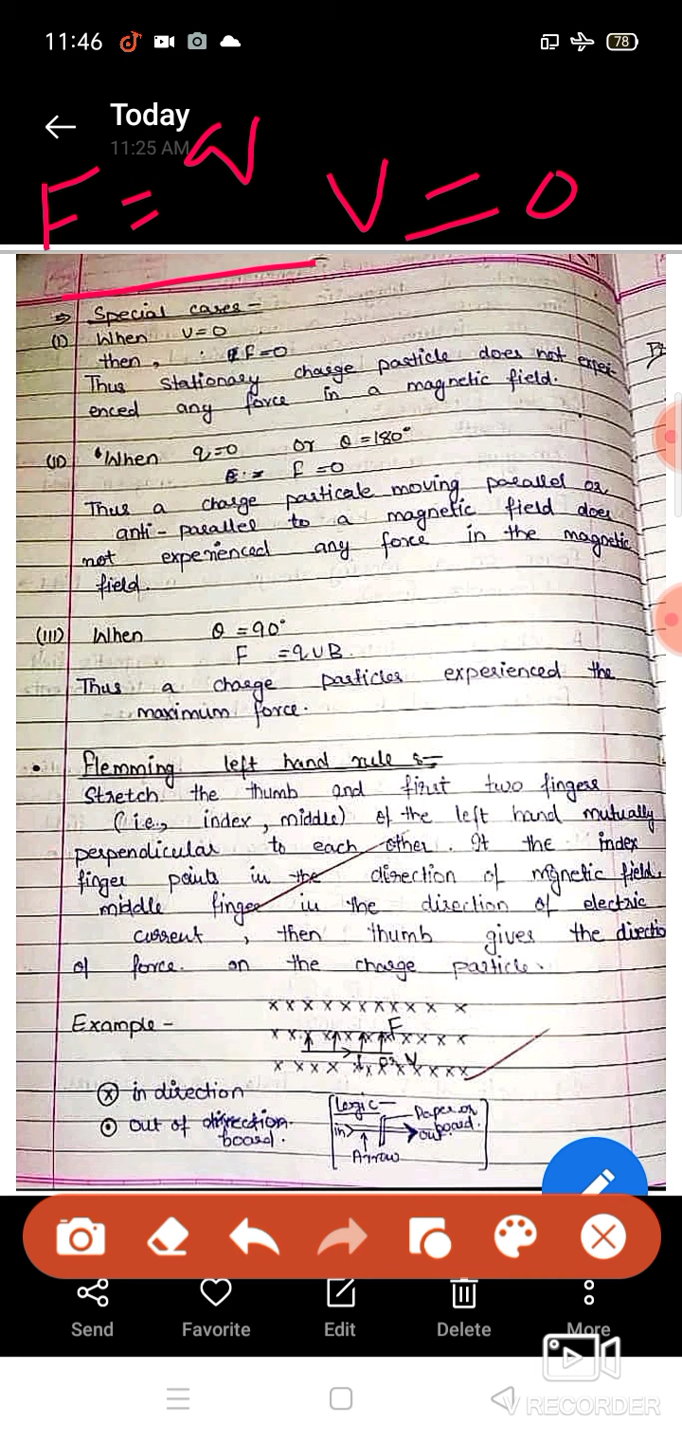 11:46
78
Today
11:25 AM
F = qv V = 0
⇒ Special cases -
(i) When v=0
then, F=0
Thus stationary charge particle does not experi-
enced any force in a magnetic field.
(ii) When q=0 or θ=180°
F=0
Thus a charge particale moving parallel or
anti-parallel to a magnetic field does
not experienced any force in the magnetic
field.
(iii) When θ=90°
F =qvB.
Thus a charge particles experienced the
maximum force.
• Flemming left hand rule :-
Stretch the thumb and first two fingers
(i.e., index, middle) of the left hand mutually
perpendicular to each other. If the index
finger points in the direction of mgnetic field,
middle finger in the direction of electric
current, then thumb gives the directio
of force on the charge particle.
x x x x x x x x x x x
Example - F
V
ⓧ in direction
⊙ out of direction.
board.
Logic -
Paper or
board.
in
out.
Arrow
Send Favorite Edit Delete More
V RECORDER